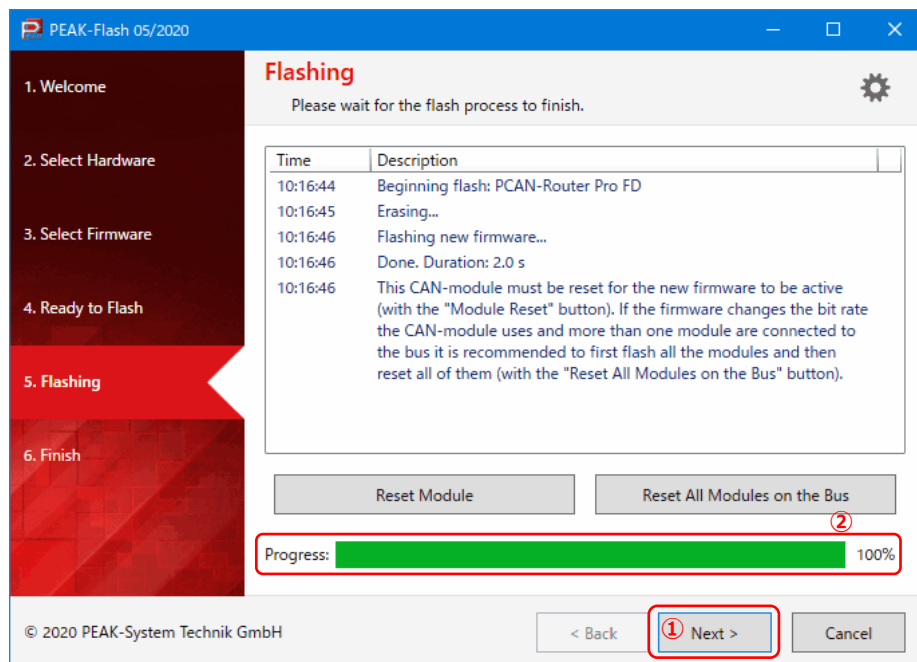 PEAK-Flash 05/2020
1. Welcome
2. Select Hardware
3. Select Firmware
4. Ready to Flash
5. Flashing
6. Finish
Flashing
Please wait for the flash process to finish.
Time Description
10:16:44 Beginning flash: PCAN-Router Pro FD
10:16:45 Erasing...
10:16:46 Flashing new firmware...
10:16:46 Done. Duration: 2.0 s
10:16:46 This CAN-module must be reset for the new firmware to be active
(with the "Module Reset" button). If the firmware changes the bit rate
the CAN-module uses and more than one module are connected to
the bus it is recommended to first flash all the modules and then
reset all of them (with the "Reset All Modules on the Bus" button).
Reset Module Reset All Modules on the Bus
②
Progress: 100%
© 2020 PEAK-System Technik GmbH < Back ① Next > Cancel